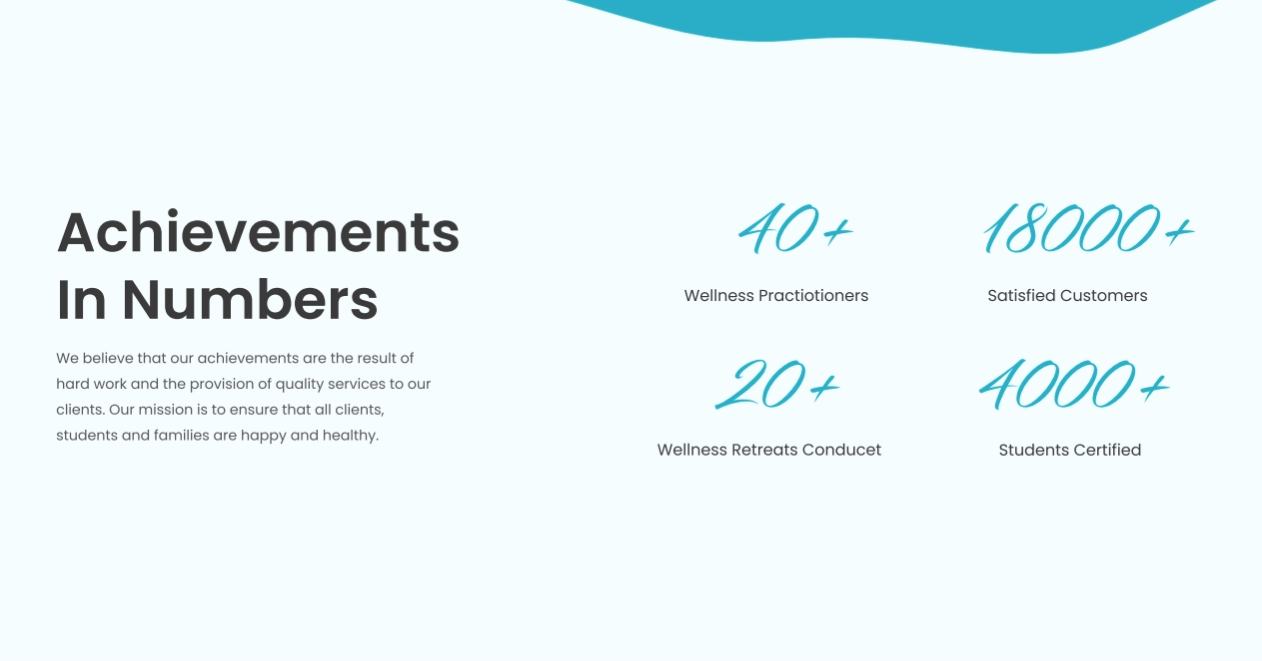 Achievements
In Numbers
We believe that our achievements are the result of
hard work and the provision of quality services to our
clients. Our mission is to ensure that all clients,
students and families are happy and healthy.
40+
Wellness Practiotioners
18000+
Satisfied Customers
20+
Wellness Retreats Conducet
4000+
Students Certified